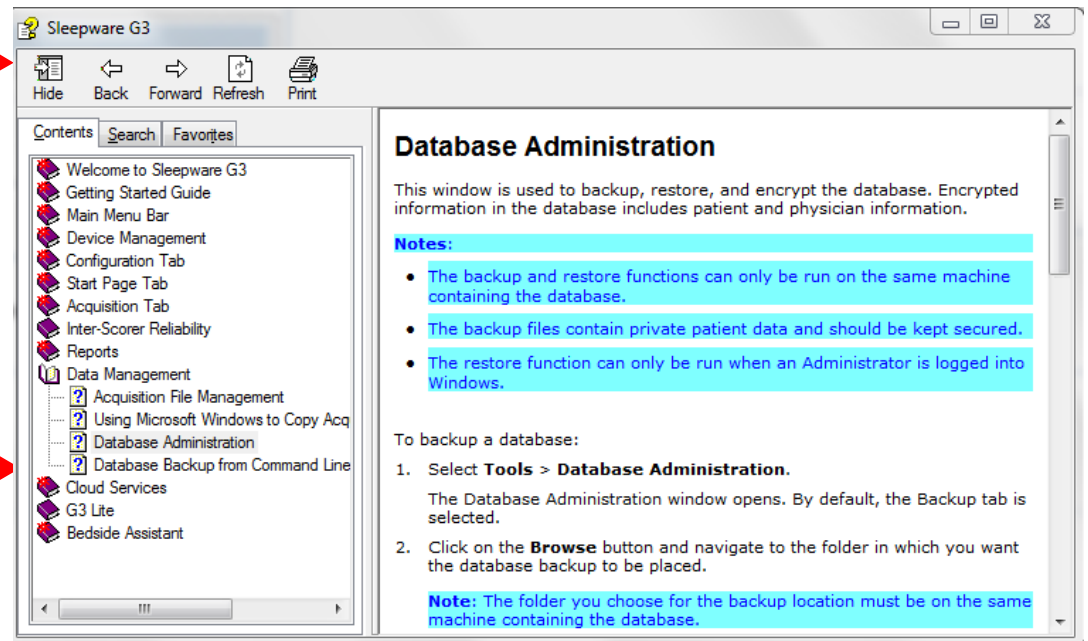 Sleepware G3
Hide Back Forward Refresh Print
Contents Search Favorites
Welcome to Sleepware G3
Getting Started Guide
Main Menu Bar
Device Management
Configuration Tab
Start Page Tab
Acquisition Tab
Inter-Scorer Reliability
Reports
Data Management
Acquisition File Management
Using Microsoft Windows to Copy Acq
Database Administration
Database Backup from Command Line
Cloud Services
G3 Lite
Bedside Assistant
Database Administration
This window is used to backup, restore, and encrypt the database. Encrypted
information in the database includes patient and physician information.
Notes:
• The backup and restore functions can only be run on the same machine
containing the database.
• The backup files contain private patient data and should be kept secured.
• The restore function can only be run when an Administrator is logged into
Windows.
To backup a database:
1. Select Tools > Database Administration.
The Database Administration window opens. By default, the Backup tab is
selected.
2. Click on the Browse button and navigate to the folder in which you want
the database backup to be placed.
Note: The folder you choose for the backup location must be on the same
machine containing the database.